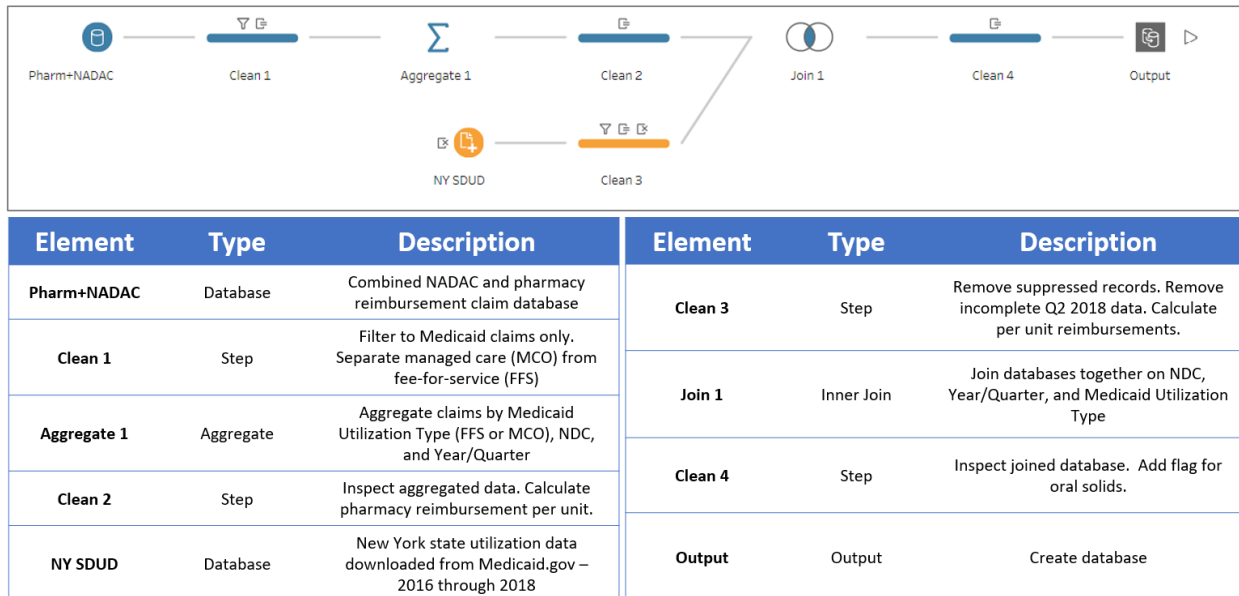 Pharm+NADAC
Clean 1
Aggregate 1
Clean 2
Join 1
Clean 4
Output
NY SDUD
Clean 3
Element Type Description
Pharm+NADAC Database Combined NADAC and pharmacy
reimbursement claim database
Clean 1 Step Filter to Medicaid claims only.
Separate managed care (MCO) from
fee-for-service (FFS)
Aggregate 1 Aggregate Aggregate claims by Medicaid
Utilization Type (FFS or MCO), NDC,
and Year/Quarter
Clean 2 Step Inspect aggregated data. Calculate
pharmacy reimbursement per unit.
NY SDUD Database New York state utilization data
downloaded from Medicaid.gov –
2016 through 2018
Element Type Description
Clean 3 Step Remove suppressed records. Remove
incomplete Q2 2018 data. Calculate
per unit reimbursements.
Join 1 Inner Join Join databases together on NDC,
Year/Quarter, and Medicaid Utilization
Type
Clean 4 Step Inspect joined database. Add flag for
oral solids.
Output Output Create database